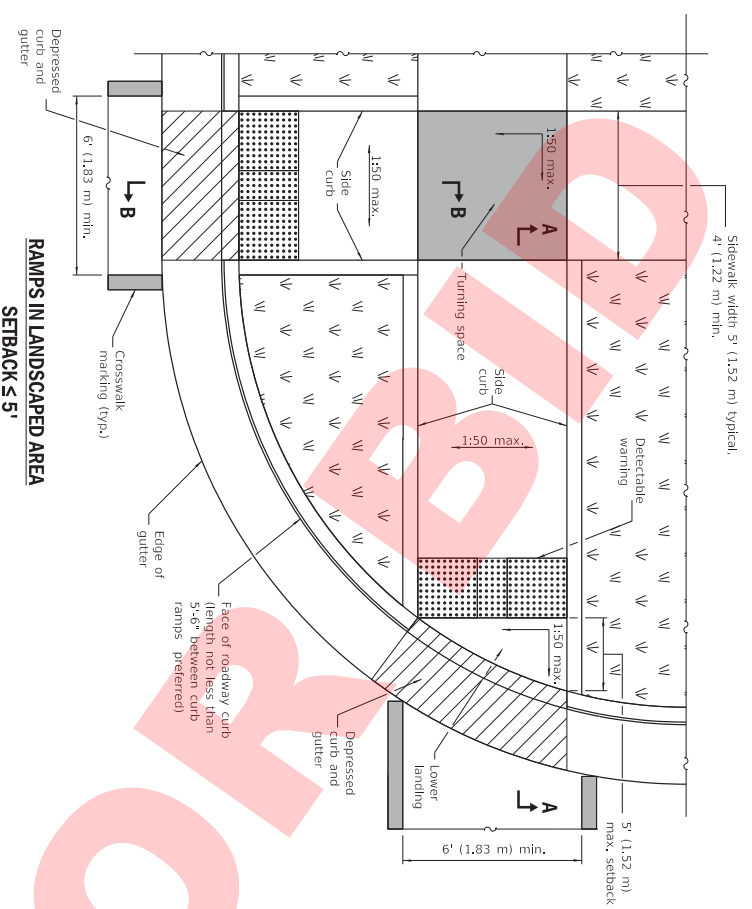 Sidewalk width 5' (1.52 m) typical,
4' (1.22 m) min.
Depressed
curb and
gutter
6' (1.83 m) min.
B
B
1:50 max.
Side
curb
1:50 max.
A
Turning space
Side
curb
1:50 max.
Detectable
warning
1:50 max.
5' (1.52 m)
max. setback
Crosswalk
marking (typ.)
Edge of
gutter
Face of roadway curb
(length not less than
5'-6" between curb
ramps preferred)
Depressed
curb and
gutter
Lower
landing
A
6' (1.83 m) min.
RAMPS IN LANDSCAPED AREA
SETBACK ≤ 5'
OR BID